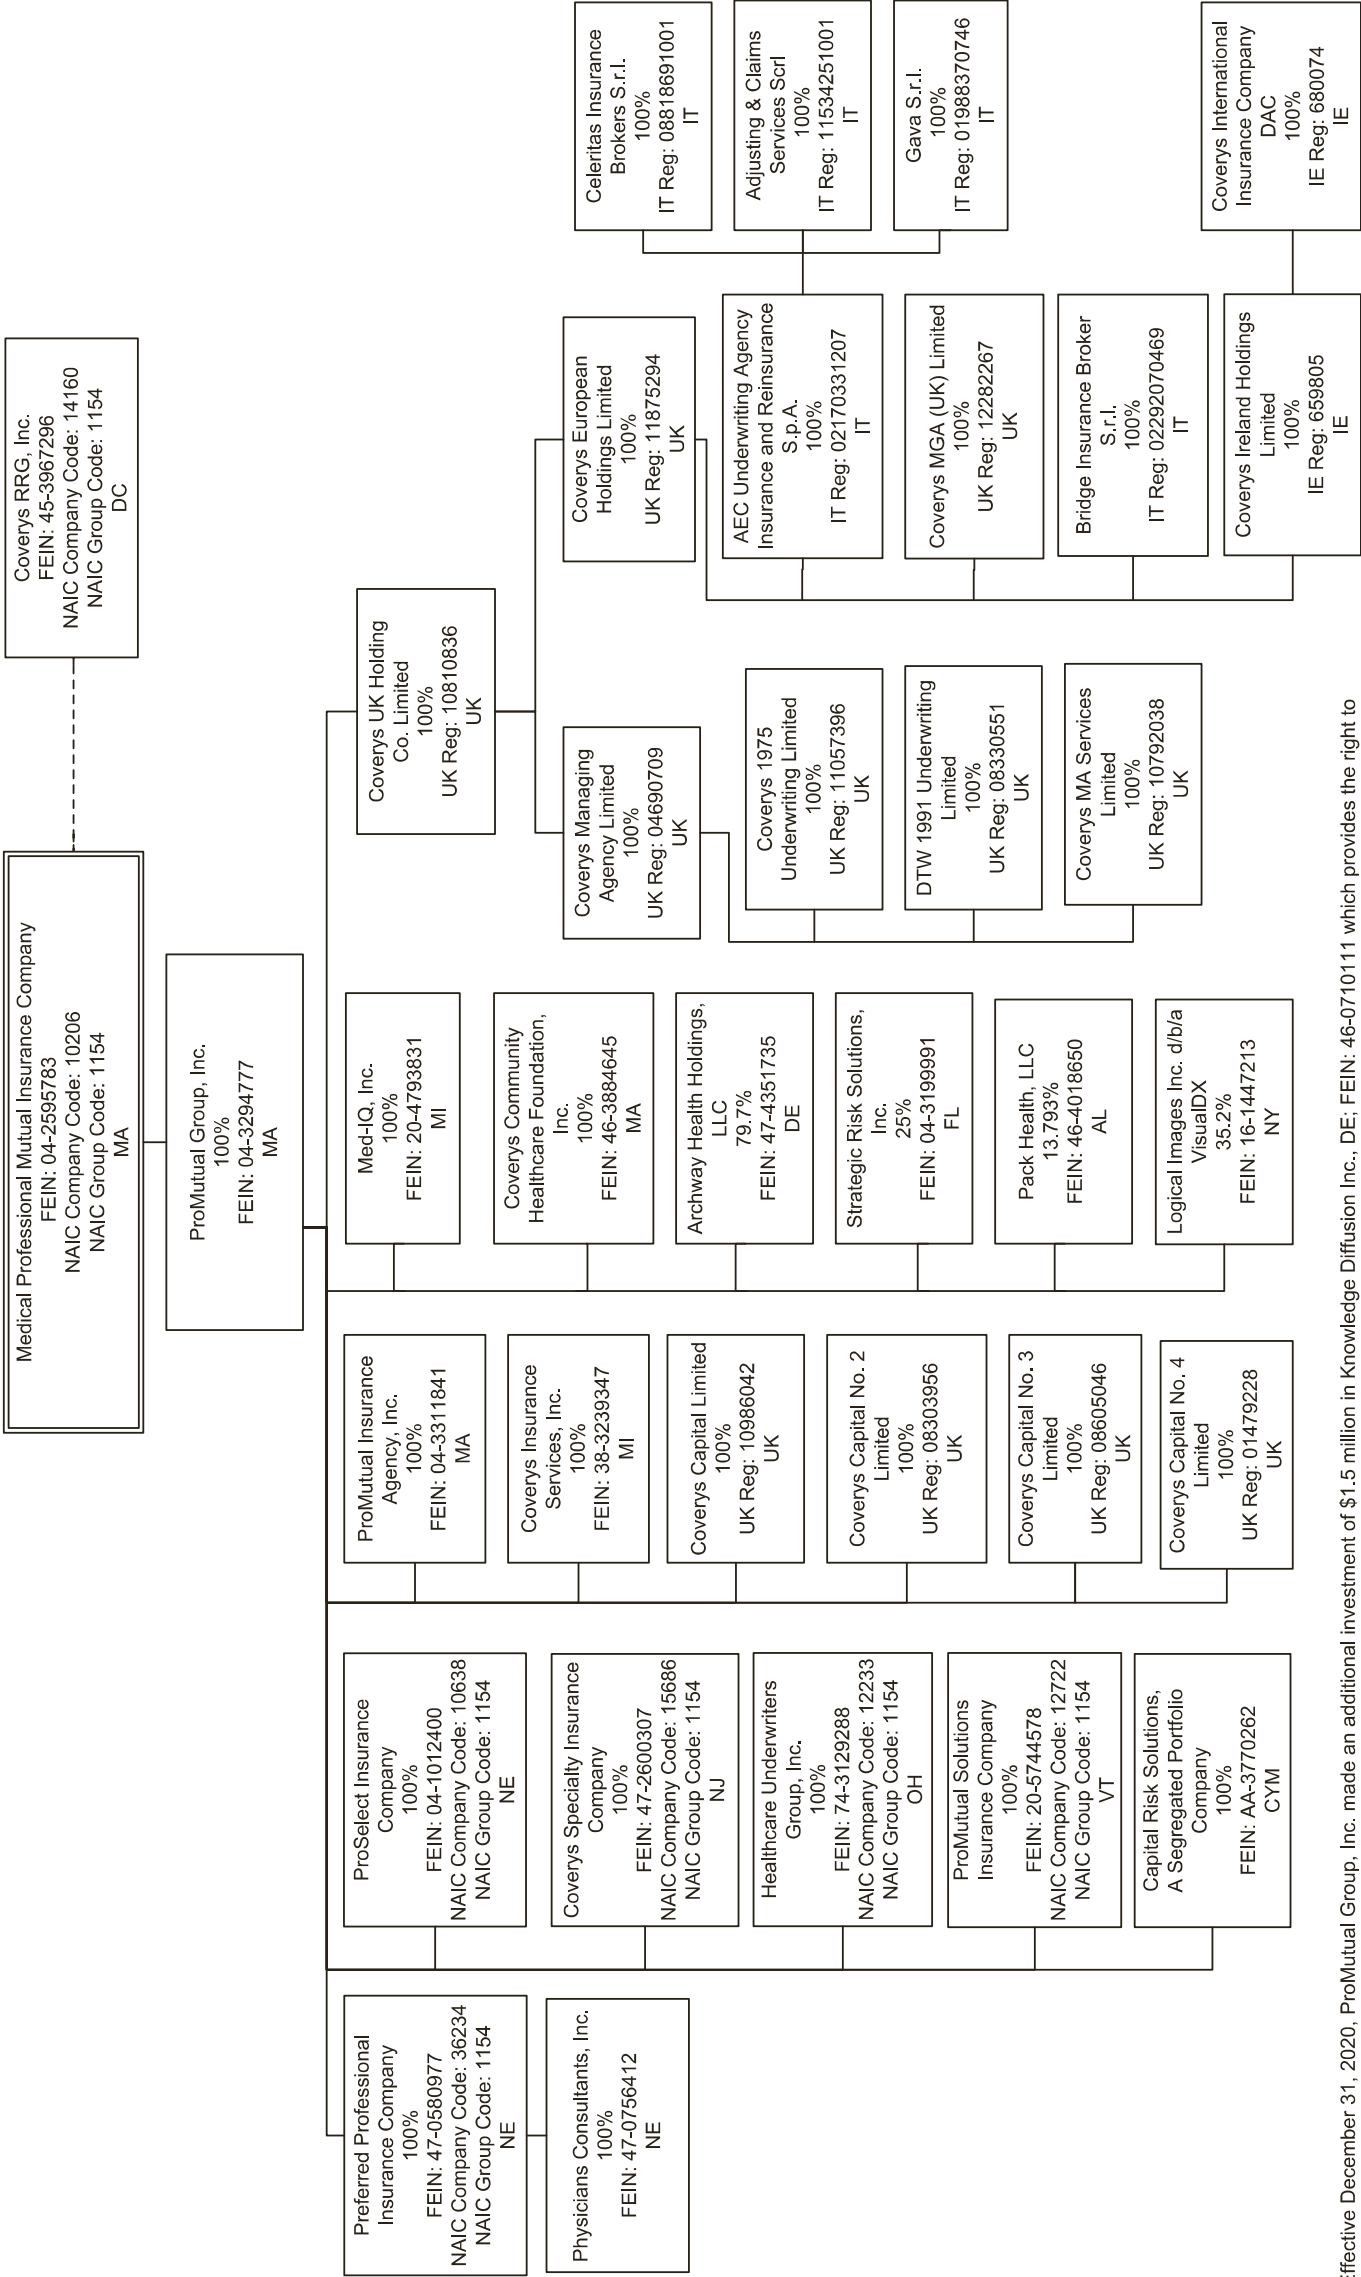 Medical Professional Mutual Insurance Company
FEIN: 04-2595783
NAIC Company Code: 10206
NAIC Group Code: 1154
MA
Coverys RRG, Inc.
FEIN: 45-3967296
NAIC Company Code: 14160
NAIC Group Code: 1154
DC
ProMutual Group, Inc.
100%
FEIN: 04-3294777
MA
Preferred Professional
Insurance Company
100%
FEIN: 47-0580977
NAIC Company Code: 36234
NAIC Group Code: 1154
NE
Physicians Consultants, Inc.
100%
FEIN: 47-0756412
NE
ProSelect Insurance
Company
100%
FEIN: 04-1012400
NAIC Company Code: 10638
NAIC Group Code: 1154
NE
Coverys Specialty Insurance
Company
100%
FEIN: 47-2600307
NAIC Company Code: 15686
NAIC Group Code: 1154
NJ
Healthcare Underwriters
Group, Inc.
100%
FEIN: 74-3129288
NAIC Company Code: 12233
NAIC Group Code: 1154
OH
ProMutual Solutions
Insurance Company
100%
FEIN: 20-5744578
NAIC Company Code: 12722
NAIC Group Code: 1154
VT
Capital Risk Solutions,
A Segregated Portfolio
Company
100%
FEIN: AA-3770262
CYM
ProMutual Insurance
Agency, Inc.
100%
FEIN: 04-3311841
MA
Coverys Insurance
Services, Inc.
100%
FEIN: 38-3239347
MI
Coverys Capital Limited
100%
UK Reg: 10986042
UK
Coverys Capital No. 2
Limited
100%
UK Reg: 08303956
UK
Coverys Capital No. 3
Limited
100%
UK Reg: 08605046
UK
Coverys Capital No. 4
Limited
100%
UK Reg: 01479228
UK
Med-IQ, Inc.
100%
FEIN: 20-4793831
MI
Coverys Community
Healthcare Foundation,
Inc.
100%
FEIN: 46-3884645
MA
Archway Health Holdings,
LLC
79.7%
FEIN: 47-4351735
DE
Strategic Risk Solutions,
Inc.
25%
FEIN: 04-3199991
FL
Pack Health, LLC
13.793%
FEIN: 46-4018650
AL
Logical Images Inc. d/b/a
VisualDX
35.2%
FEIN: 16-1447213
NY
Coverys UK Holding
Co. Limited
100%
UK Reg: 10810836
UK
Coverys Managing
Agency Limited
100%
UK Reg: 04690709
UK
Coverys 1975
Underwriting Limited
100%
UK Reg: 11057396
UK
DTW 1991 Underwriting
Limited
100%
UK Reg: 08330551
UK
Coverys MA Services
Limited
100%
UK Reg: 10792038
UK
Coverys European
Holdings Limited
100%
UK Reg: 11875294
UK
AEC Underwriting Agency
Insurance and Reinsurance
S.p.A.
100%
IT Reg: 02170331207
IT
Coverys MGA (UK) Limited
100%
UK Reg: 12282267
UK
Bridge Insurance Broker
S.r.l.
100%
IT Reg: 02292070469
IT
Coverys Ireland Holdings
Limited
100%
IE Reg: 659805
IE
Celeritas Insurance
Brokers S.r.l.
100%
IT Reg: 08818691001
IT
Adjusting & Claims
Services Scrl
100%
IT Reg: 11534251001
IT
Gava S.r.l.
100%
IT Reg: 01988370746
IT
Coverys International
Insurance Company
DAC
100%
IE Reg: 680074
IE
ffective December 31, 2020, ProMutual Group, Inc. made an additional investment of $1.5 million in Knowledge Diffusion Inc., DE; FEIN: 46-0710111 which provides the right to